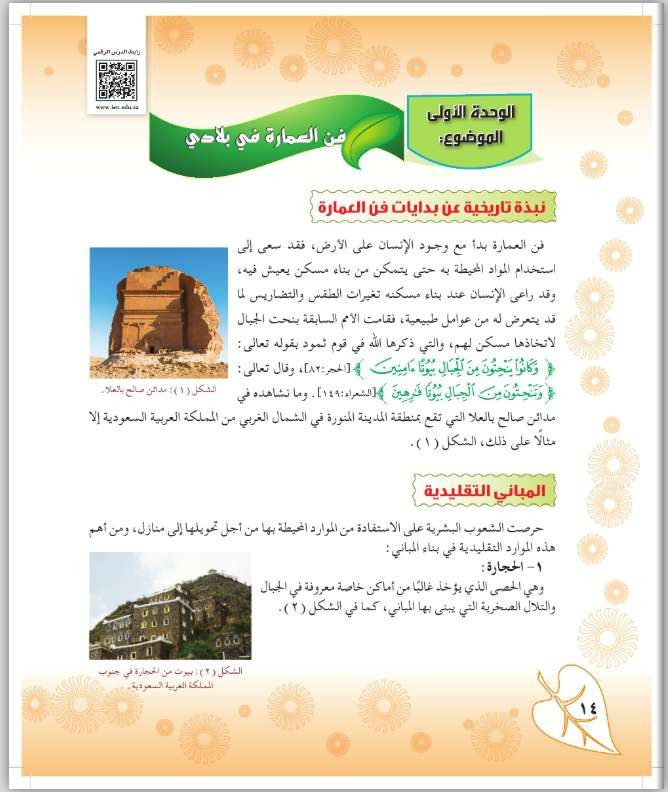 رابط الدرس الرقمي
www.ien.edu.sa
الوحدة الأولى
الموضوع:
فن العمارة في بلادي
نبذة تاريخية عن بدايات فن العمارة
فن العمارة بدأ مع وجود الإنسان على الأرض، فقد سعى إلى
استخدام المواد المحيطة به حتى يتمكن من بناء مسكن يعيش فيه،
وقد راعى الإنسان عند بناء مسكنه تغيرات الطقس والتضاريس لما
قد يتعرض له من عوامل طبيعية، فقامت الأمم السابقة بنحت الجبال
لاتخاذها مسكن لهم، والتي ذكرها الله في قوم ثمود بقوله تعالى:
﴿ وَكَانُوا۟ يَنْحِتُونَ مِنَ ٱلْجِبَالِ بُيُوتًا ءَامِنِينَ ﴾[الحجر:٨٢]، وقال تعالى:
﴿ وَتَنْحِتُونَ مِنَ ٱلْجِبَالِ بُيُوتًا فَـٰرِهِينَ ﴾[الشعراء:١٤٩]. وما نشاهده في
مدائن صالح بالعلا التي تقع بمنطقة المدينة المنورة في الشمال الغربي من المملكة العربية السعودية إلا
مثالًا على ذلك، الشكل (١).
الشكل (١): مدائن صالح بالعلا.
المباني التقليدية
حرصت الشعوب البشرية على الاستفادة من الموارد المحيطة بها من أجل تحويلها إلى منازل، ومن أهم
هذه الموارد التقليدية في بناء المباني:
١- الحجارة:
وهي الحصى الذي يؤخذ غالبًا من أماكن خاصة معروفة في الجبال
والتلال الصخرية التي يبنى بها المباني، كما في الشكل (٢).
الشكل (٢): بيوت من الحجارة في جنوب
المملكة العربية السعودية.
١٤